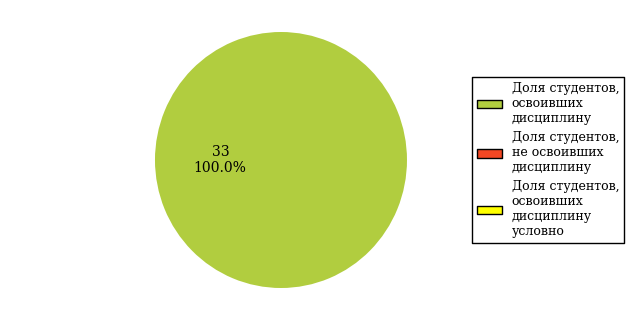 33
100.0%
Доля студентов,
освоивших
дисциплину
Доля студентов,
не освоивших
дисциплину
Доля студентов,
освоивших
дисциплину
условно